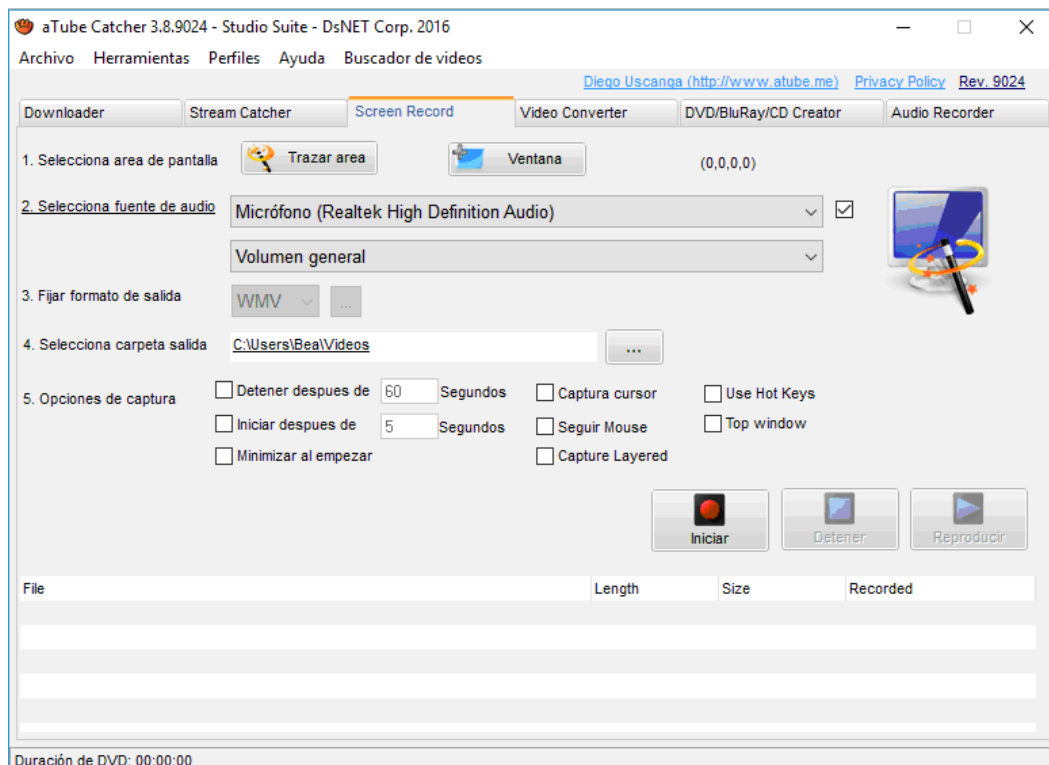 aTube Catcher 3.8.9024 - Studio Suite - DsNET Corp. 2016
Archivo Herramientas Perfiles Ayuda Buscador de videos
Diego Uscanga (http://www.atube.me) Privacy Policy Rev. 9024
Downloader Stream Catcher Screen Record Video Converter DVD/BluRay/CD Creator Audio Recorder
1. Selecciona area de pantalla Trazar area Ventana (0,0,0,0)
2. Selecciona fuente de audio Micrófono (Realtek High Definition Audio)
Volumen general
3. Fijar formato de salida WMV ...
4. Selecciona carpeta salida C:\Users\Bea\Videos ...
5. Opciones de captura Detener despues de 60 Segundos Captura cursor Use Hot Keys
Iniciar despues de 5 Segundos Seguir Mouse Top window
Minimizar al empezar Capture Layered
Iniciar Detener Reproducir
File Length Size Recorded
Duración de DVD: 00:00:00